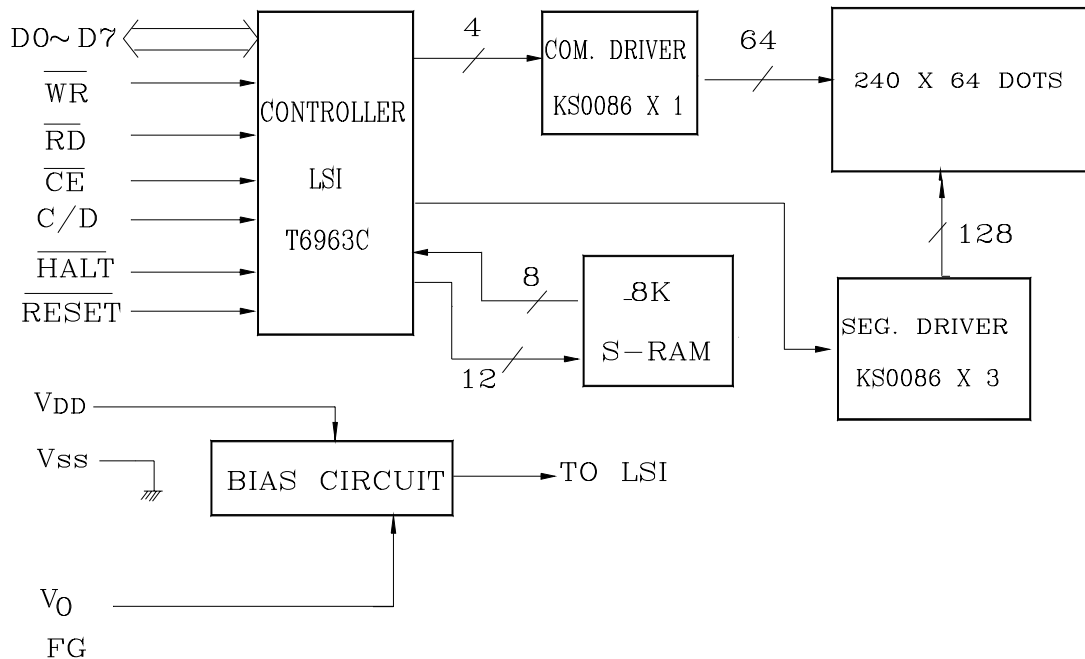 D0~D7
WR
RD
CE
C/D
HALT
RESET
CONTROLLER
LSI
T6963C
4
COM. DRIVER
KS0086 X 1
64
240 X 64 DOTS
8
12
8K
S-RAM
128
SEG. DRIVER
KS0086 X 3
VDD
VSS
BIAS CIRCUIT
TO LSI
VO
FG